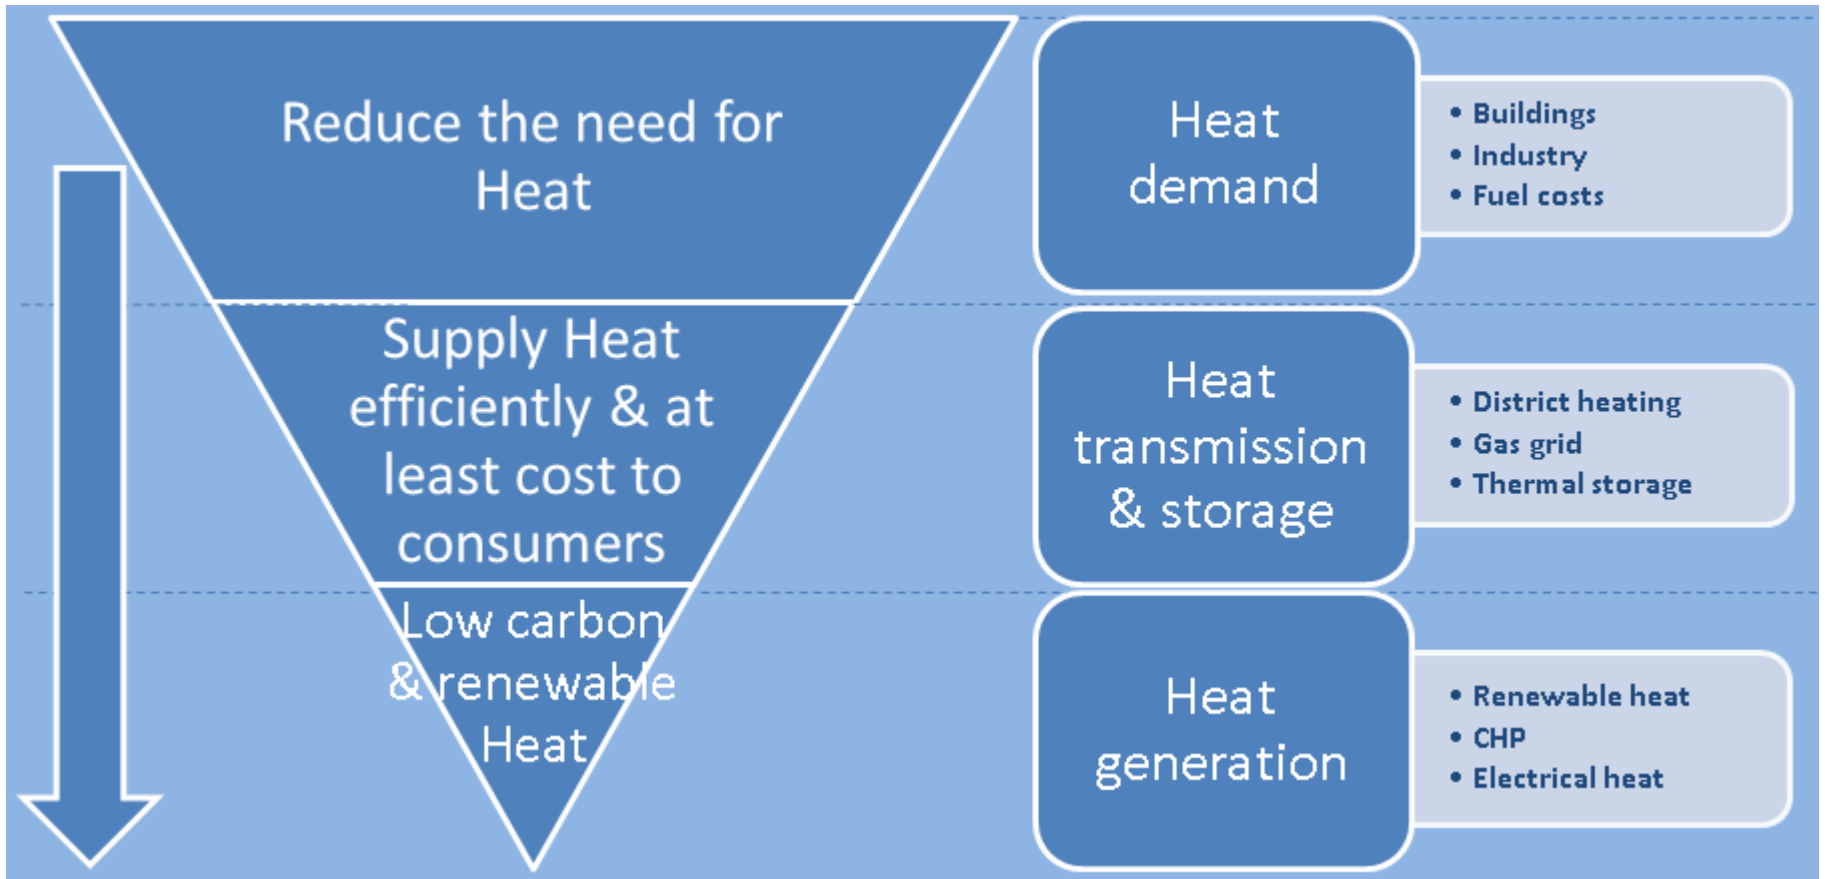 Reduce the need for
Heat
Heat
demand
• Buildings
• Industry
• Fuel costs
Supply Heat
efficiently & at
least cost to
consumers
Heat
transmission
& storage
• District heating
• Gas grid
• Thermal storage
Low carbon
& renewable
Heat
Heat
generation
• Renewable heat
• CHP
• Electrical heat